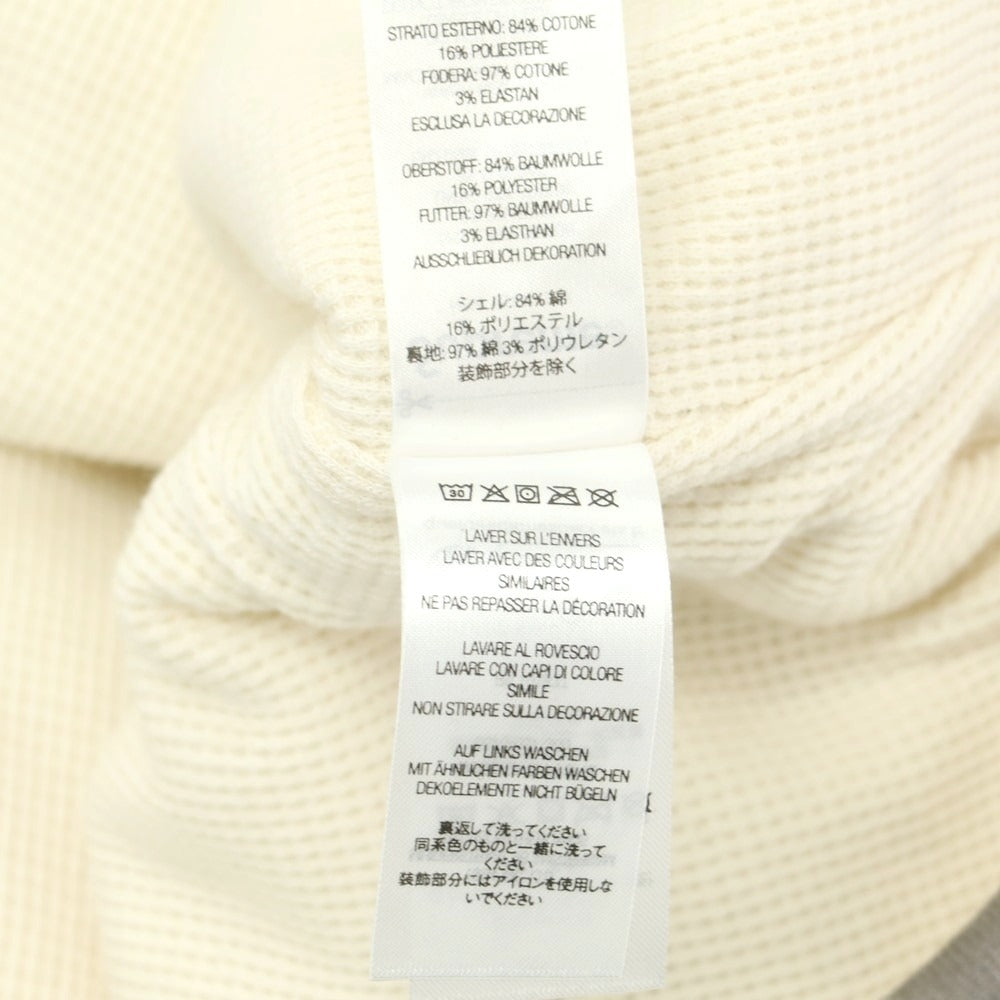 STRATO ESTERNO: 84% COTONE
16% POLIESTERE
FODERA: 97% COTONE
3% ELASTAN
ESCLUSA LA DECORAZIONE
OBERSTOFF: 84% BAUMWOLLE
16% POLYESTER
FUTTER: 97% BAUMWOLLE
3% ELASTHAN
AUSSCHLIEBLICH DEKORATION
シェル: 84% 綿
16% ポリエステル
裏地: 97% 綿 3% ポリウレタン
装飾部分を除く
30
LAVER SUR L'ENVERS
LAVER AVEC DES COULEURS
SIMILAIRES
NE PAS REPASSER LA DÉCORATION
LAVARE AL ROVESCIO
LAVARE CON CAPI DI COLORE
SIMILE
NON STIRARE SULLA DECORAZIONE
AUF LINKS WASCHEN
MIT ÄHNLICHEN FARBEN WASCHEN
DEKOELEMENTE NICHT BÜGELN
裏返して洗ってください
同系色のものと一緒に洗って
ください
装飾部分にはアイロンを使用しな
いでください